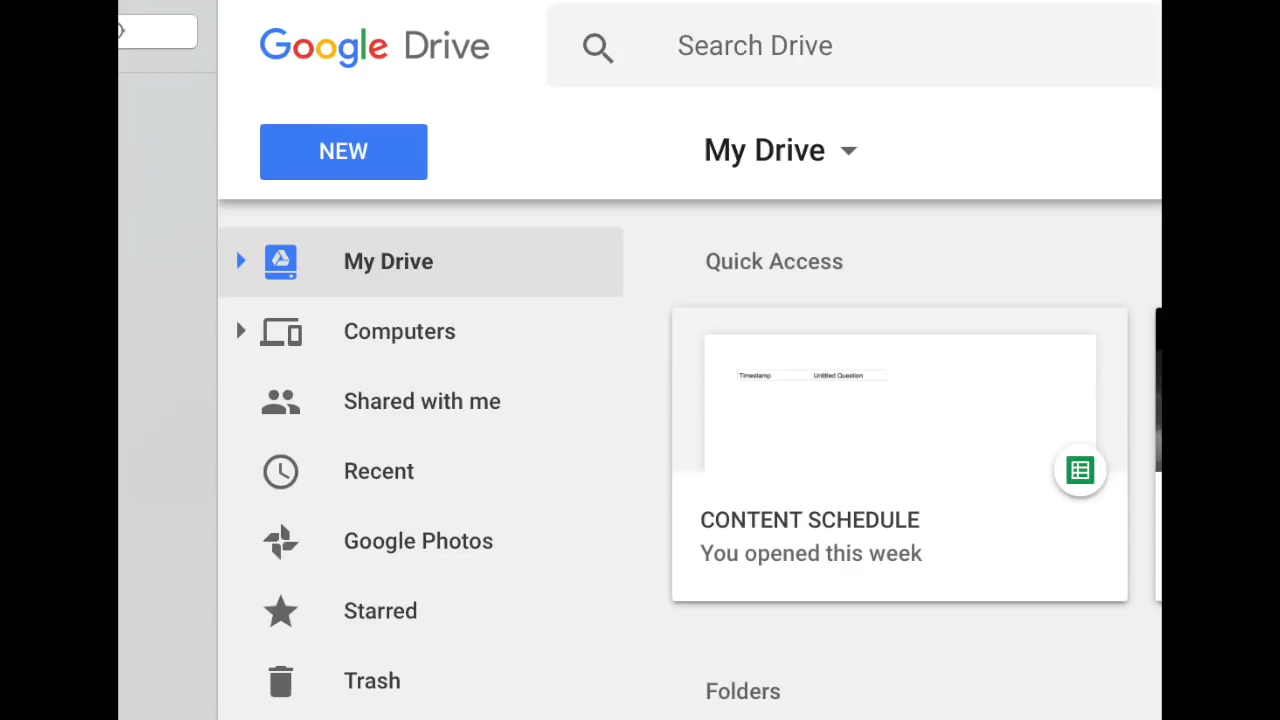 Google Drive
Search Drive
NEW
My Drive
My Drive
Computers
Shared with me
Recent
Google Photos
Starred
Trash
Quick Access
Timestamp Untitled Question
CONTENT SCHEDULE
You opened this week
Folders